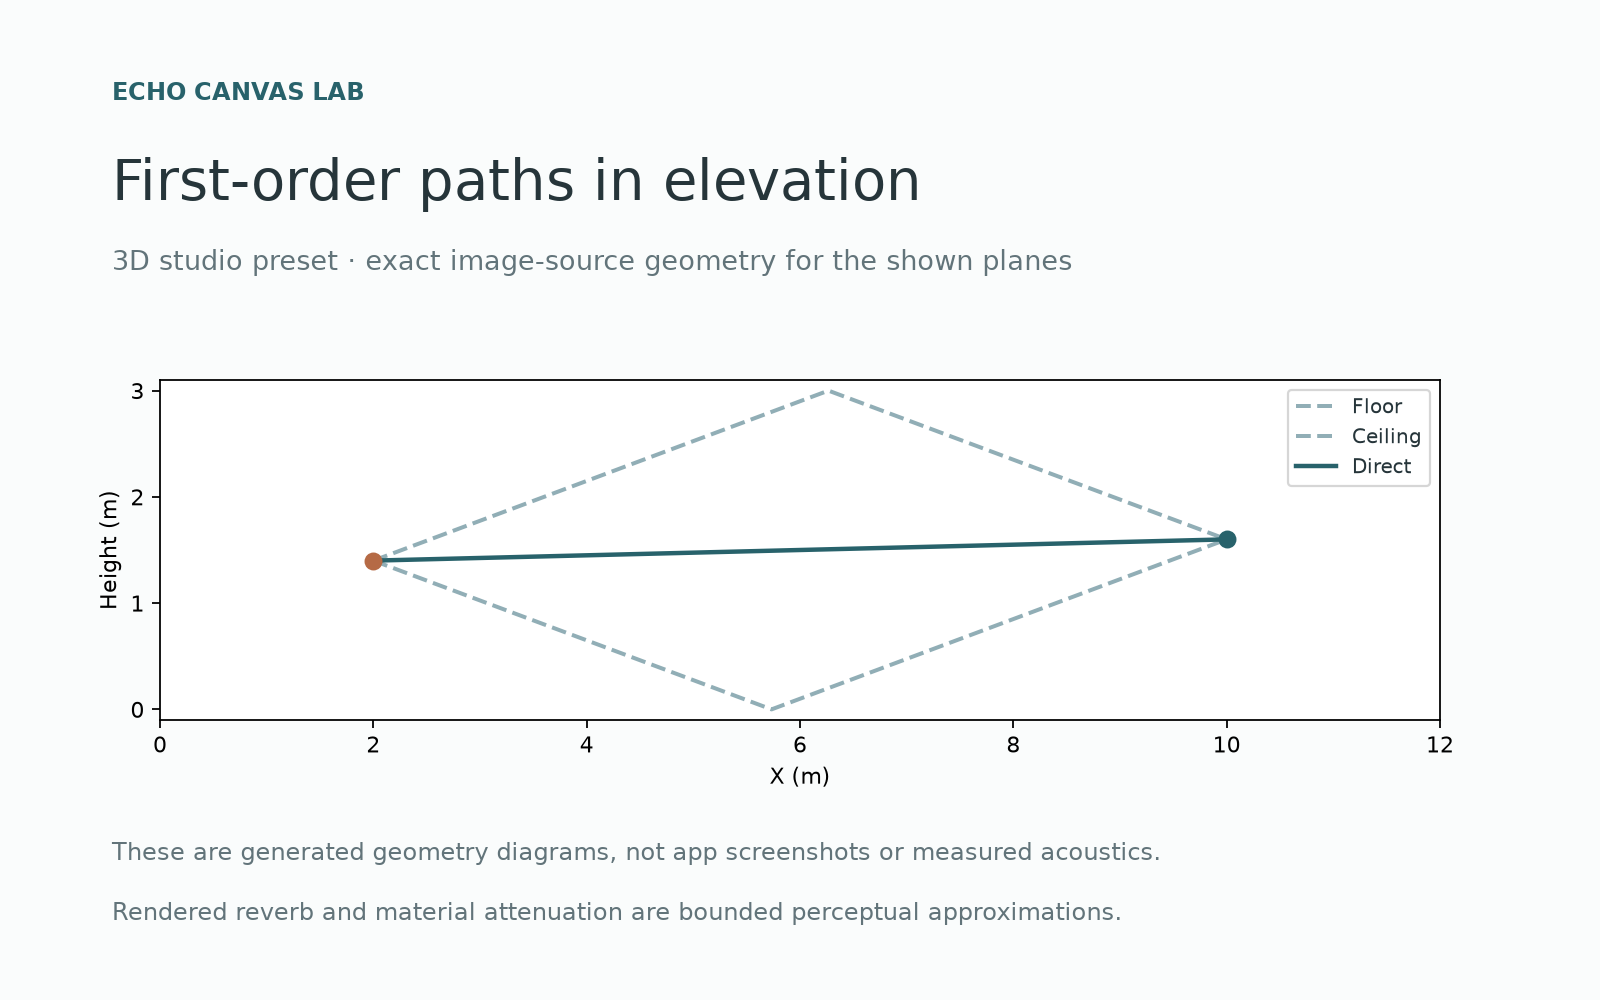 ECHO CANVAS LAB
First-order paths in elevation
3D studio preset · exact image-source geometry for the shown planes
3
2
1
0
Height (m)
Floor
Ceiling
Direct
0 2 4 6 8 10 12
X (m)
These are generated geometry diagrams, not app screenshots or measured acoustics.
Rendered reverb and material attenuation are bounded perceptual approximations.